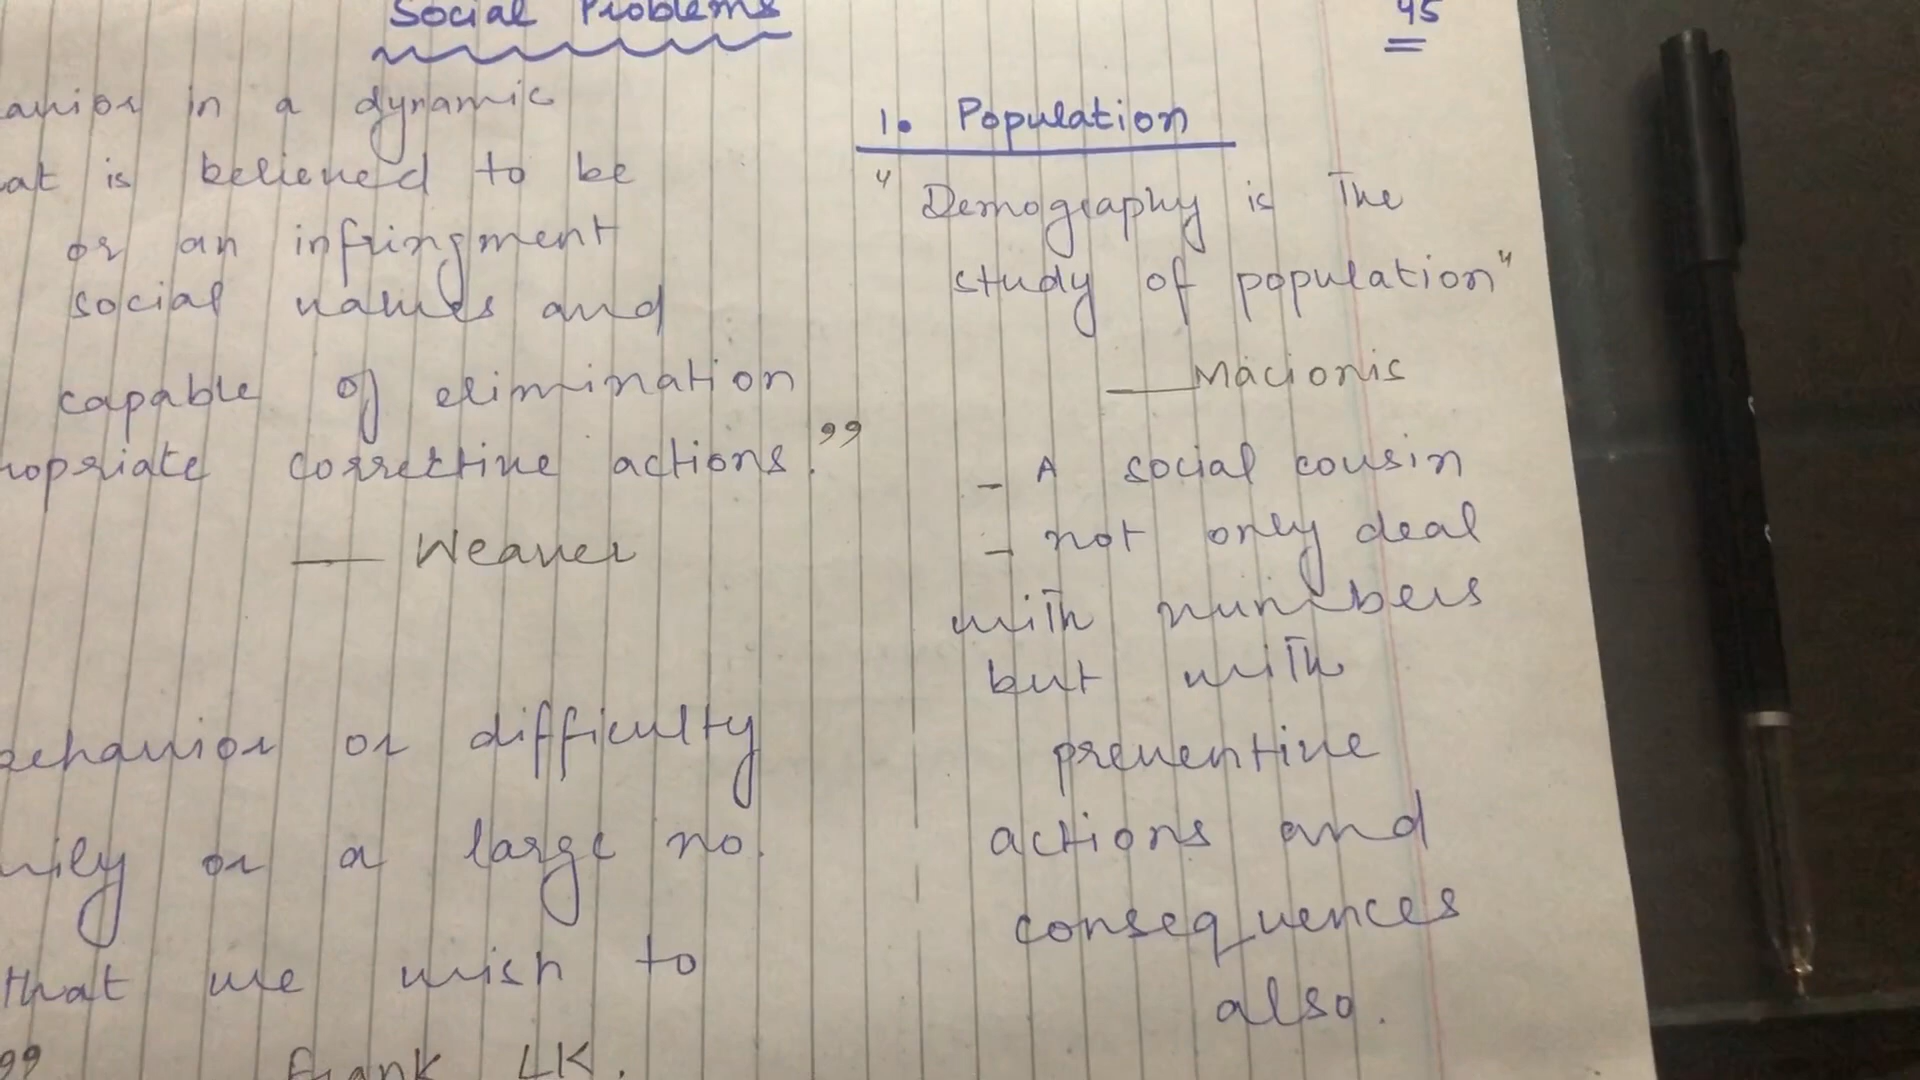 Social Problems
45
avior in a dynamic
at is believed to be
or an infringment
social values and
capable of elimination
ropriate corrective actions.”
— Weaver
behavior or difficulty
mily or a large no.
that we wish to
”
Frank LK.
1. Population
"Demography is The
study of population"
— Macionis
- A social cousin
- not only deal
with numbers
but with
preventive
actions and
consequences
also.